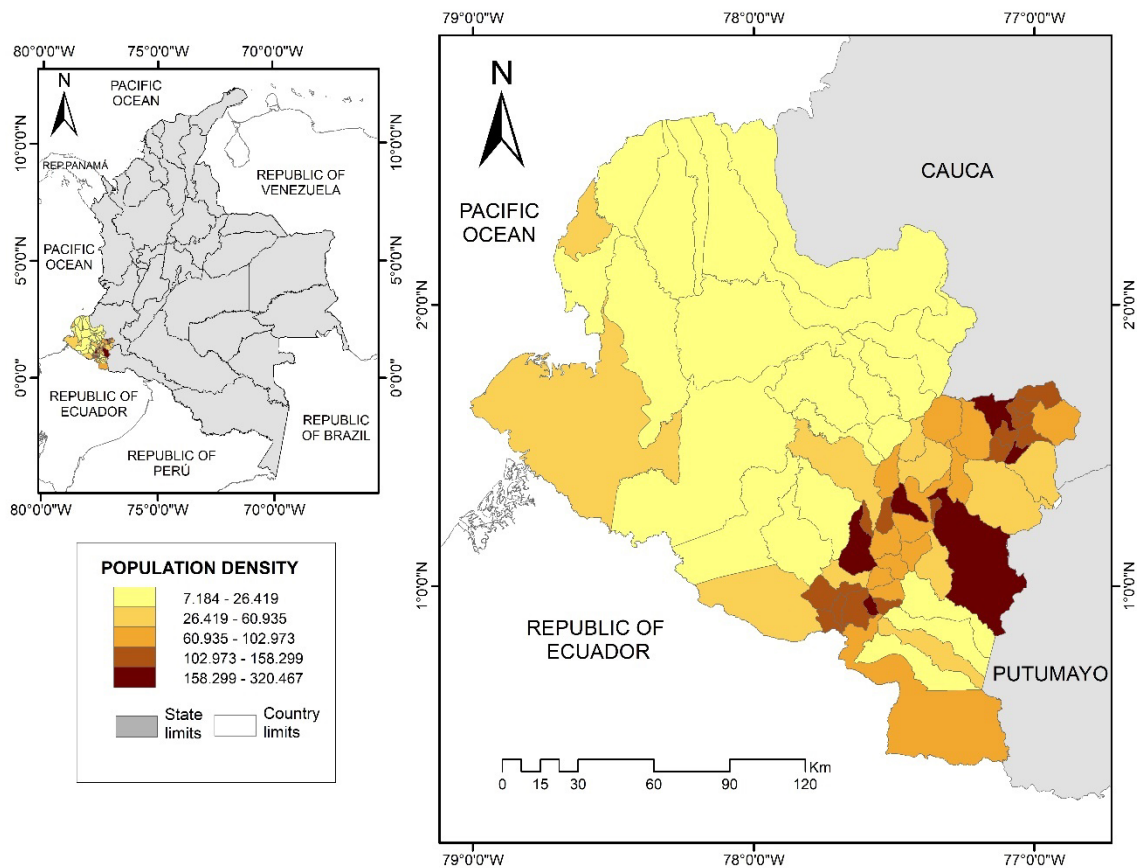 80°0'0"W
75°0'0"W
70°0'0"W
N
PACIFIC
OCEAN
10°0'0"N
REP.PANAMÁ
REPUBLIC OF
VENEZUELA
PACIFIC
OCEAN
5°0'0"N
0°0'0"
REPUBLIC OF
ECUADOR
REPUBLIC
OF BRAZIL
REPUBLIC OF
PERÚ
80°0'0"W
75°0'0"W
70°0'0"W
10°0'0"N
5°0'0"N
0°0'0"
POPULATION DENSITY
7.184 - 26.419
26.419 - 60.935
60.935 - 102.973
102.973 - 158.299
158.299 - 320.467
State
limits
Country
limits
79°0'0"W
78°0'0"W
77°0'0"W
N
CAUCA
PACIFIC
OCEAN
2°0'0"N
2°0'0"N
1°0'0"N
1°0'0"N
REPUBLIC OF
ECUADOR
PUTUMAYO
Km
0 15 30 60 90 120
79°0'0"W
78°0'0"W
77°0'0"W